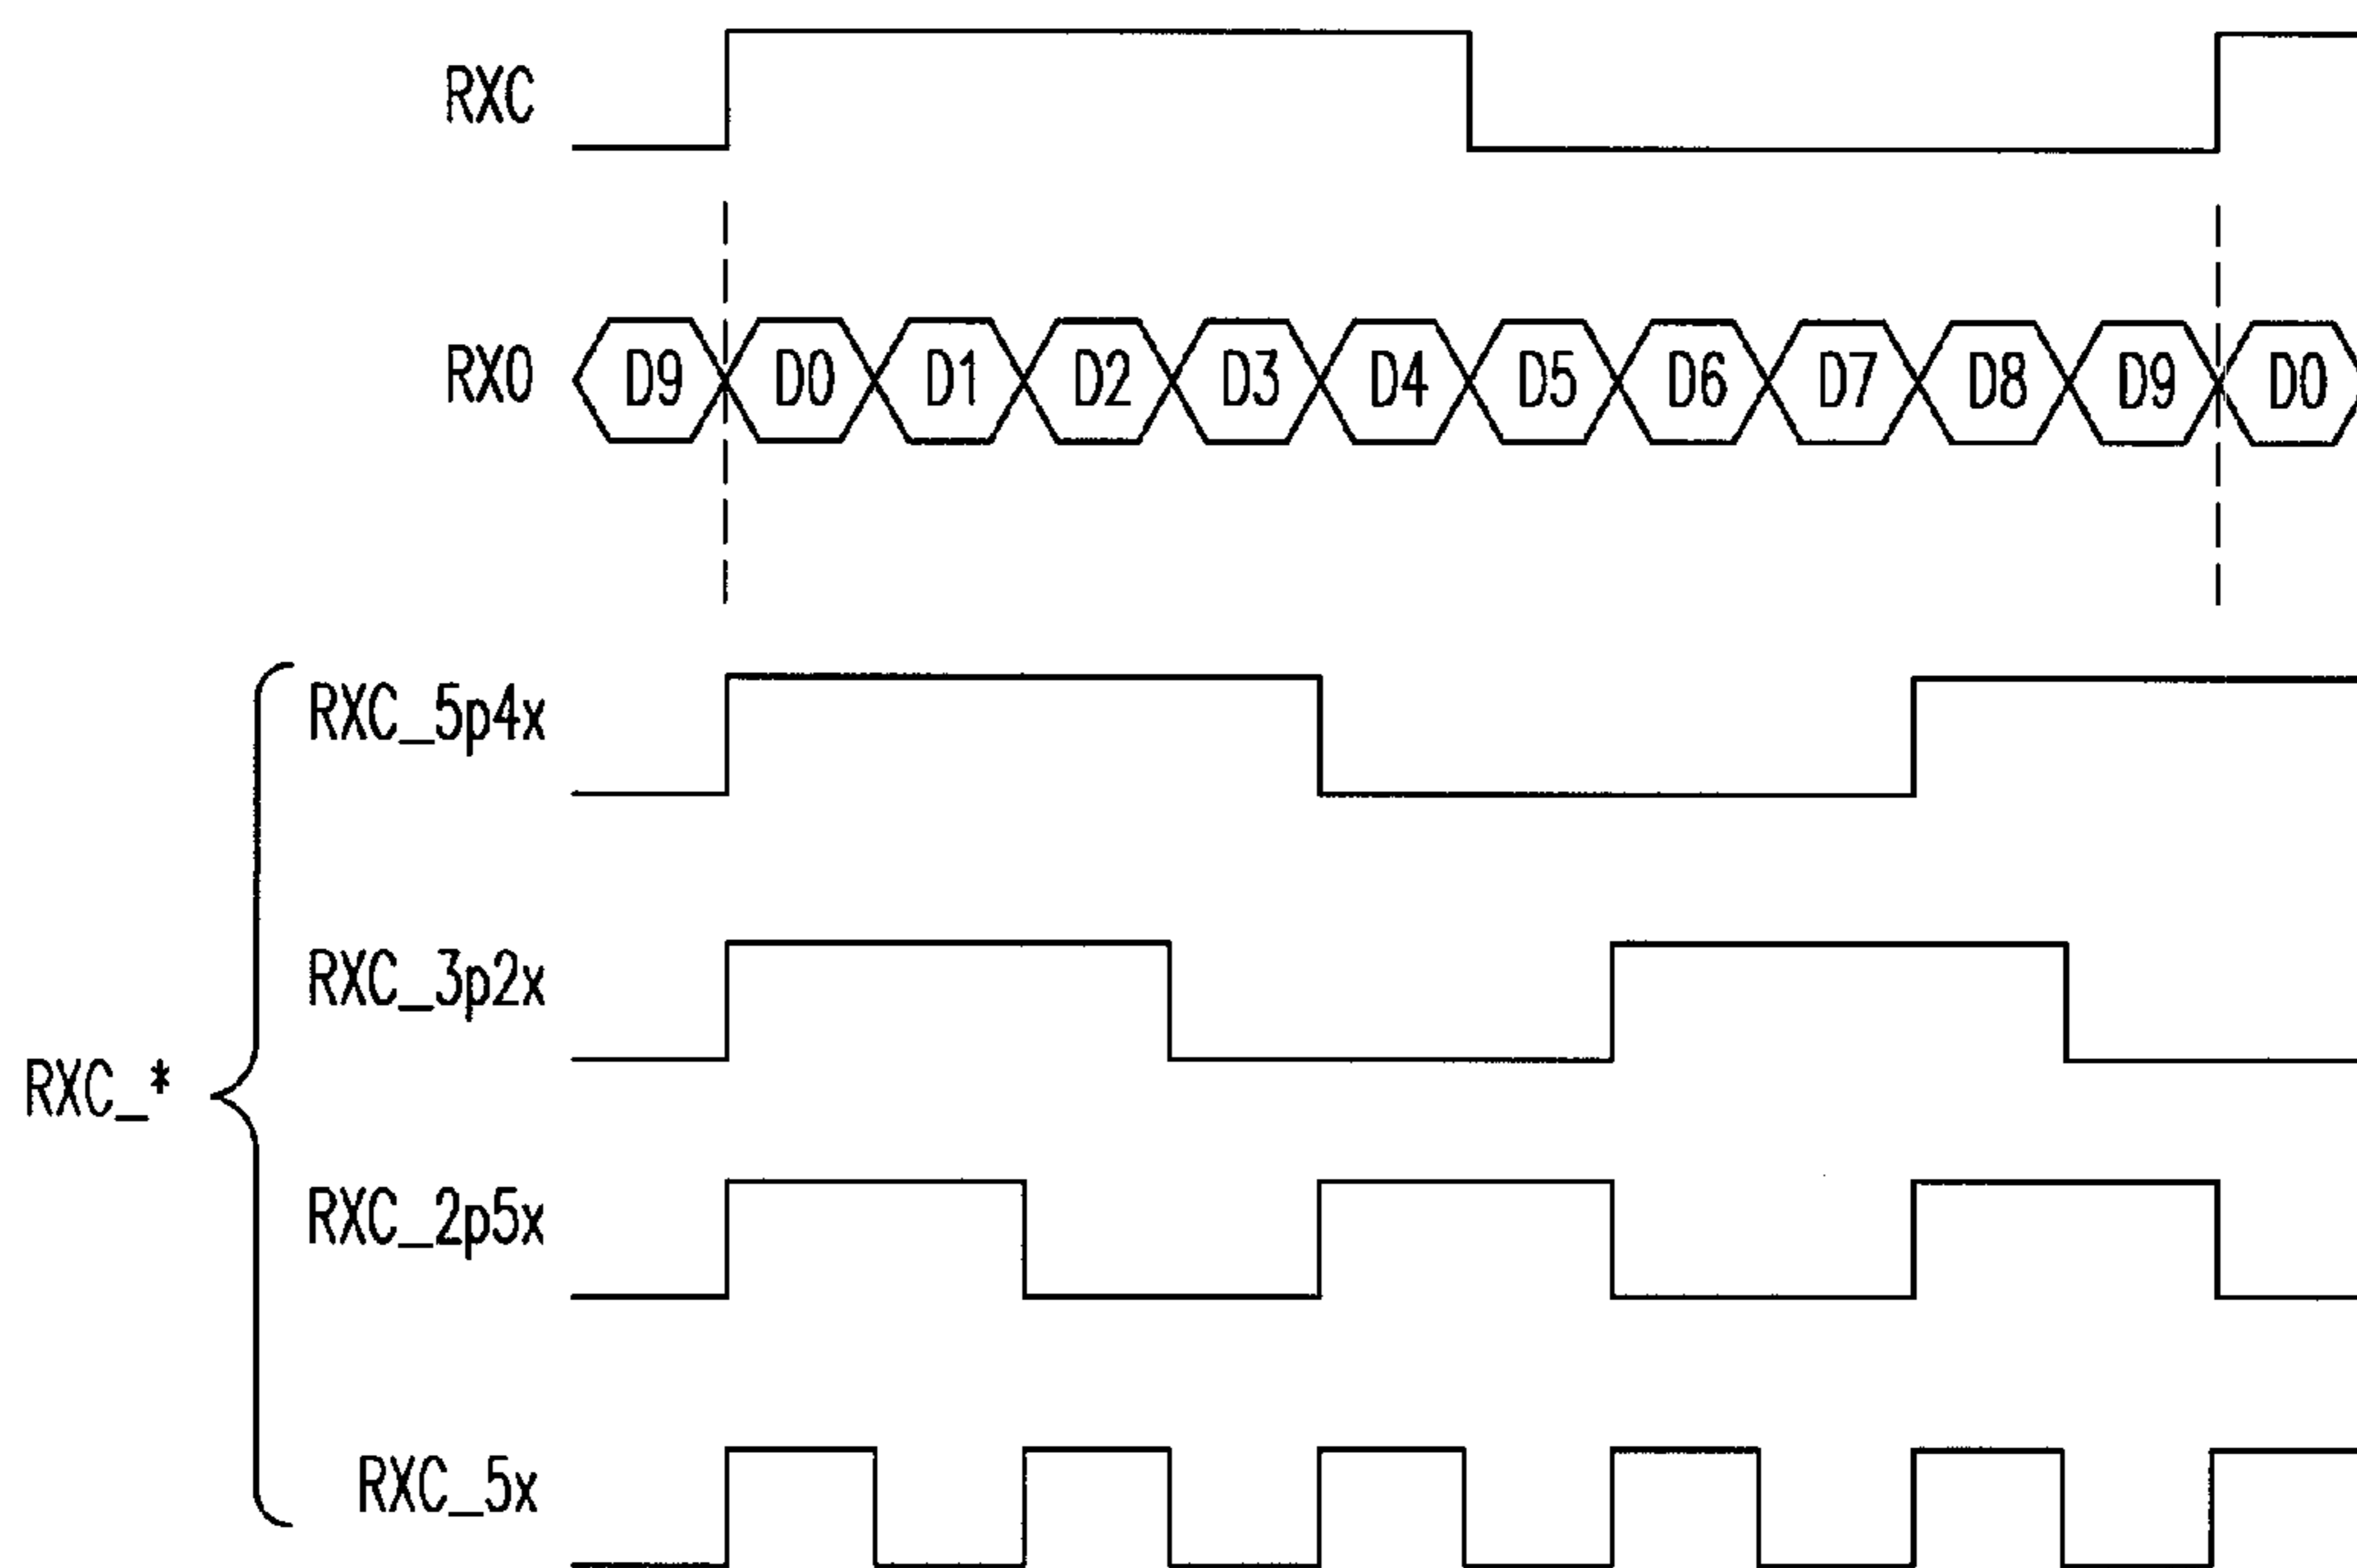 RXC
RX0 D9 D0 D1 D2 D3 D4 D5 D6 D7 D8 D9 D0
RXC_5p4x
RXC_3p2x
RXC_*
RXC_2p5x
RXC_5x